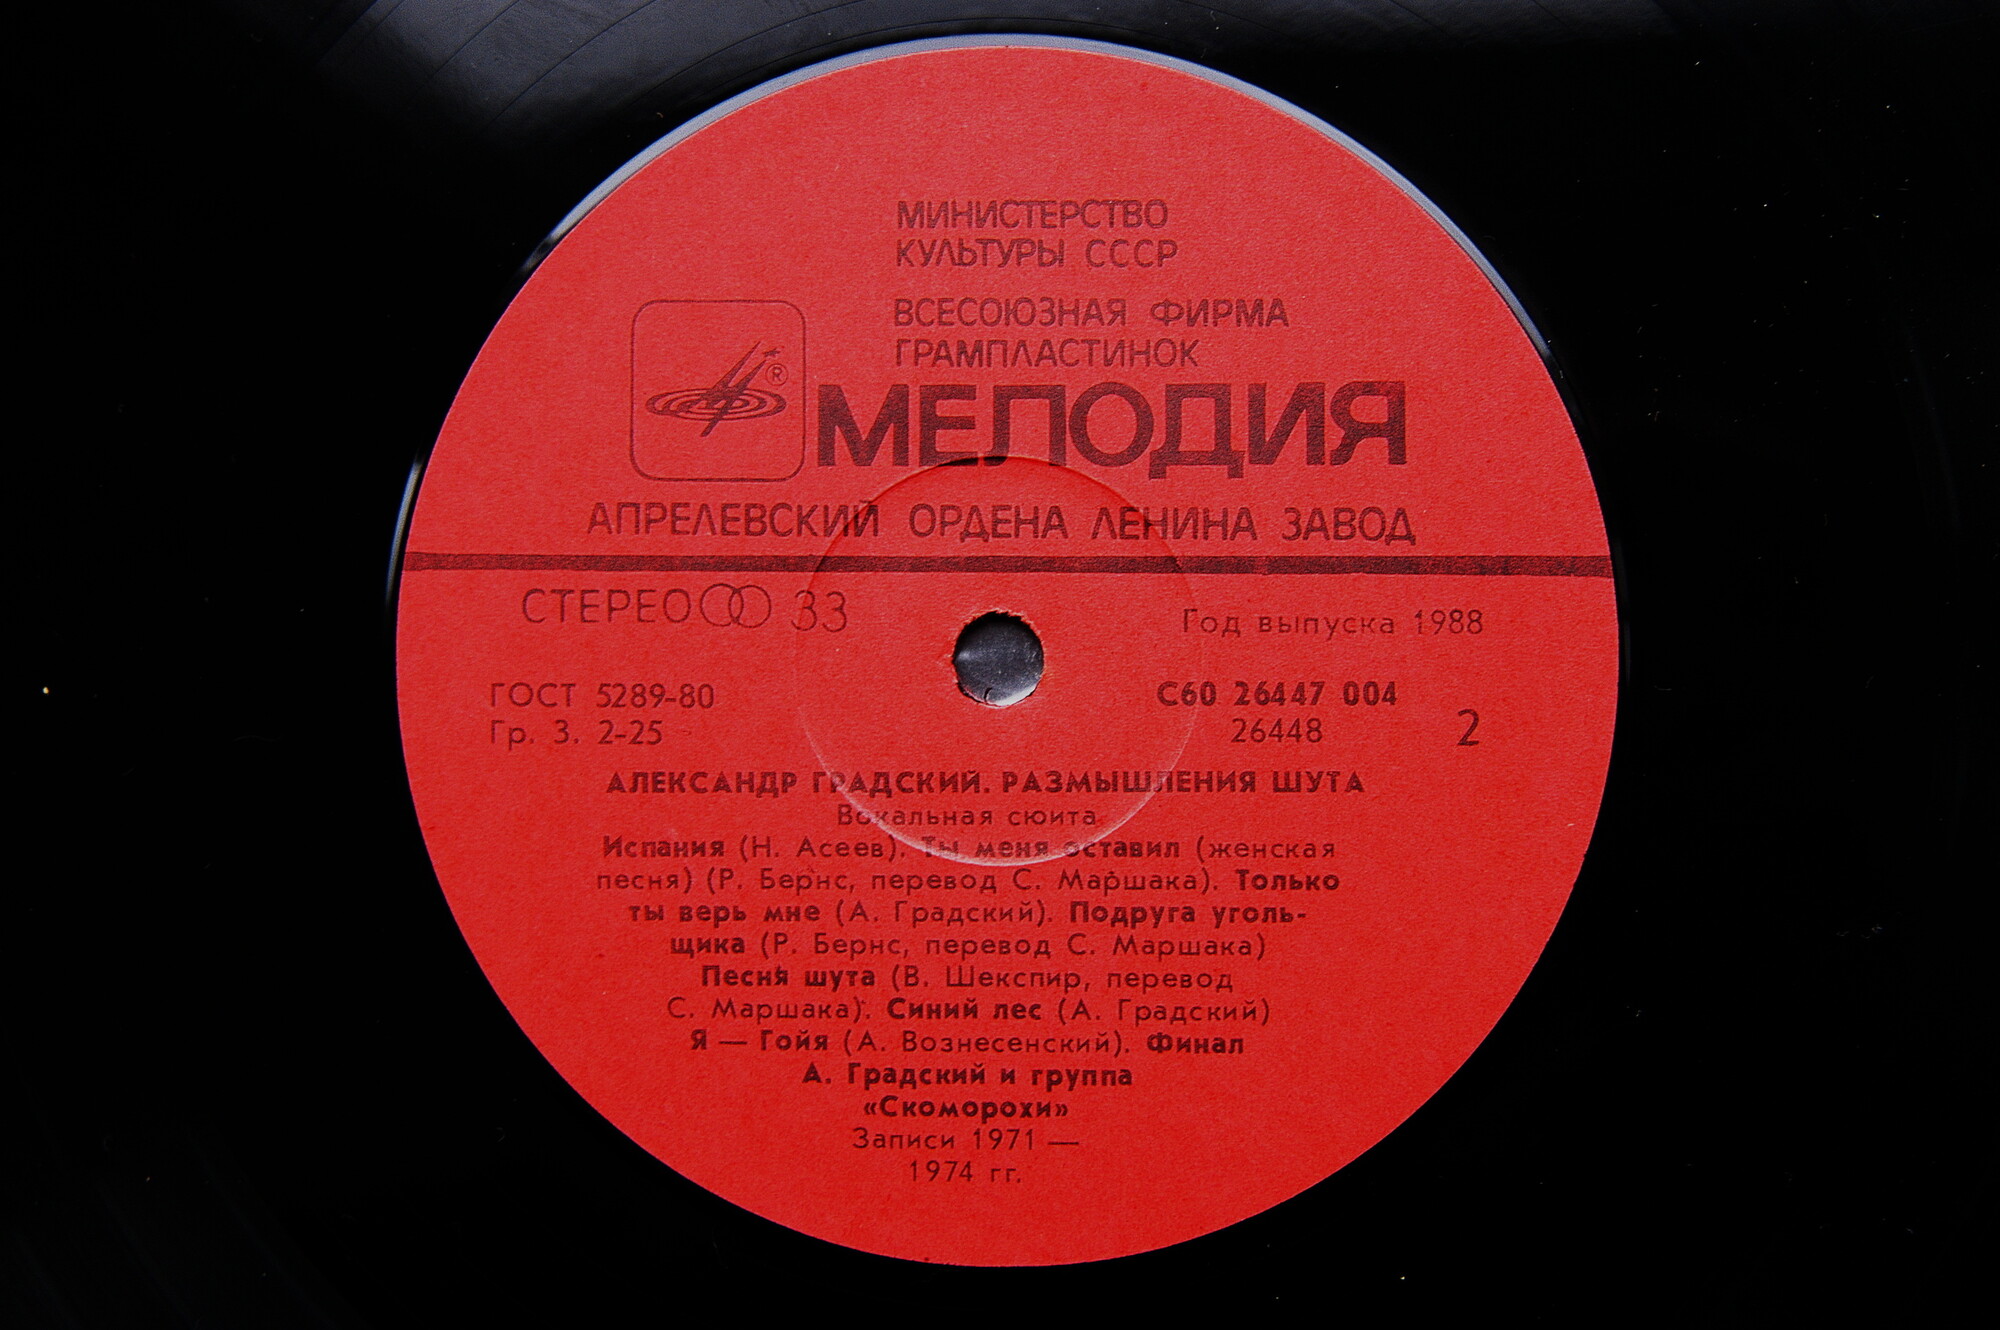 МИНИСТЕРСТВО
КУЛЬТУРЫ СССР
ВСЕСОЮЗНАЯ ФИРМА
ГРАМПЛАСТИНОК
®
МЕЛОДИЯ
АПРЕЛЕВСКИЙ ОРДЕНА ЛЕНИНА ЗАВОД
СТЕРЕО 33
Год выпуска 1988
ГОСТ 5289-80
С60 26447 004
Гр. 3. 2-25
26448
2
АЛЕКСАНДР ГРАДСКИЙ. РАЗМЫШЛЕНИЯ ШУТА
Вокальная сюита
Испания (Н. Асеев). Ты меня оставил (женская
песня) (Р. Бернс, перевод С. Маршака). Только
ты верь мне (А. Градский). Подруга уголь-
щика (Р. Бернс, перевод С. Маршака)
Песня шута (В. Шекспир, перевод
С. Маршака). Синий лес (А. Градский)
Я — Гойя (А. Вознесенский). Финал
А. Градский и группа
«Скоморохи»
Записи 1971 —
1974 гг.